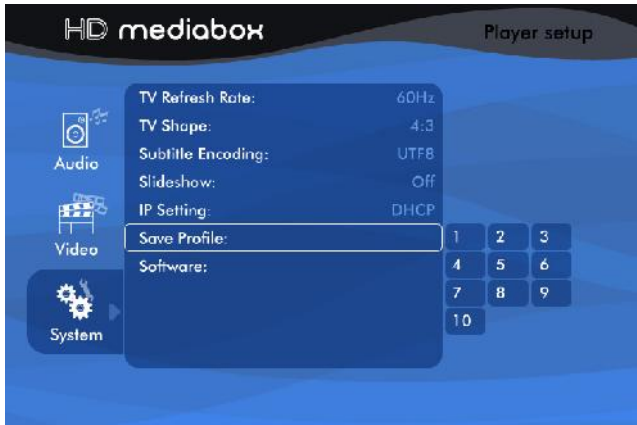 HD mediabox
Player setup
Audio
Video
System
TV Refresh Rate: 60Hz
TV Shape: 4:3
Subtitle Encoding: UTF8
Slideshow: Off
IP Setting: DHCP
Save Profile:
Software:
1 2 3
4 5 6
7 8 9
10